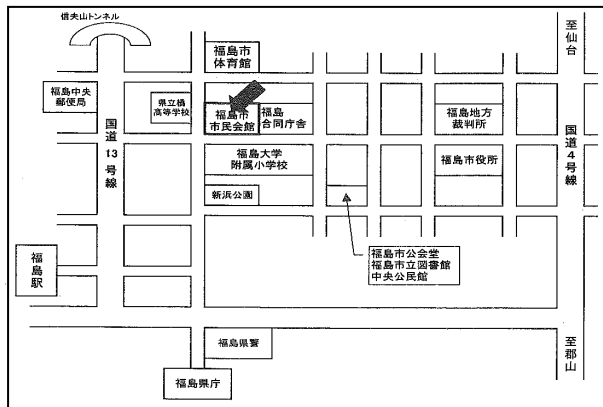 信夫山トンネル
至仙台
福島市
体育館
福島中央
郵便局
県立橘
高等学校
福島市
市民会館
福島
合同庁舎
福島地方
裁判所
国道13号線
国道4号線
福島大学
附属小学校
福島市役所
新浜公園
福島駅
福島市公会堂
福島市立図書館
中央公民館
福島県警
至郡山
福島県庁